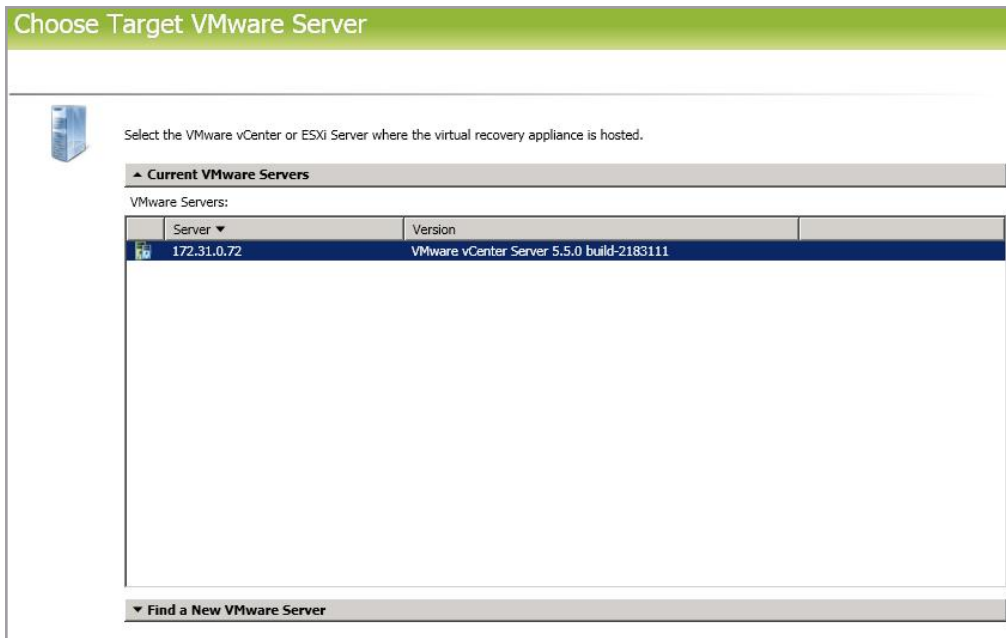 Choose Target VMware Server
Select the VMware vCenter or ESXi Server where the virtual recovery appliance is hosted.
Current VMware Servers
VMware Servers:
Server Version
172.31.0.72 VMware vCenter Server 5.5.0 build-2183111
Find a New VMware Server